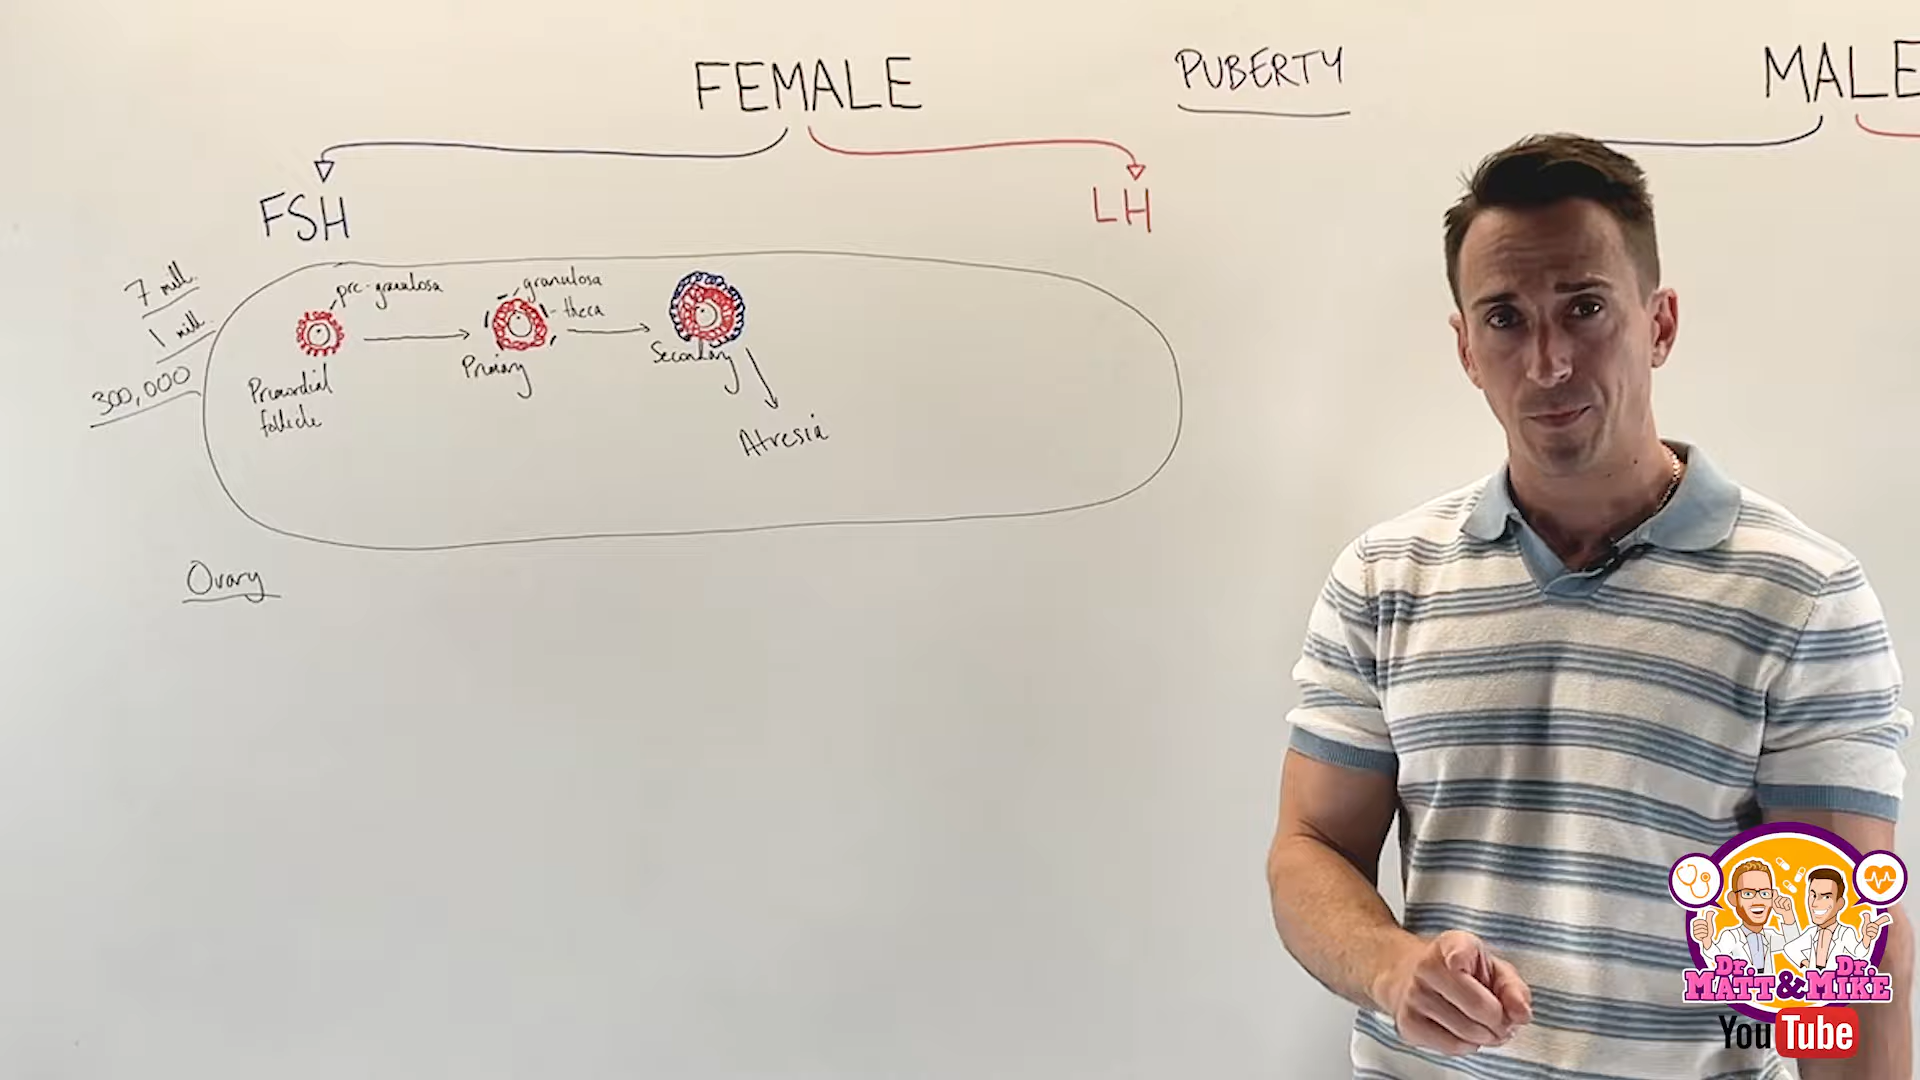 FEMALE
PUBERTY
MALE
FSH
LH
7 mill.
1 mill.
300,000
pre-granulosa
granulosa
theca
Primordial
follicle
Primary
Secondary
Atresia
Ovary
Dr. Dr.
MATT & MIKE
YouTube